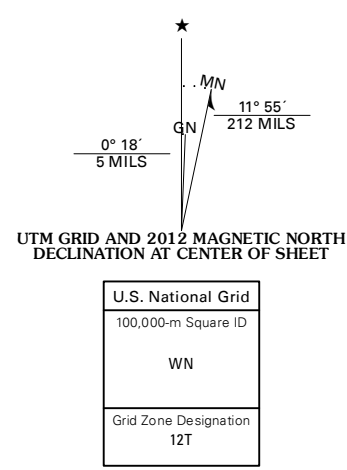 ★
MN
GN
11° 55´
212 MILS
0° 18´
5 MILS
UTM GRID AND 2012 MAGNETIC NORTH
DECLINATION AT CENTER OF SHEET
U.S. National Grid
100,000-m Square ID
WN
Grid Zone Designation
12T